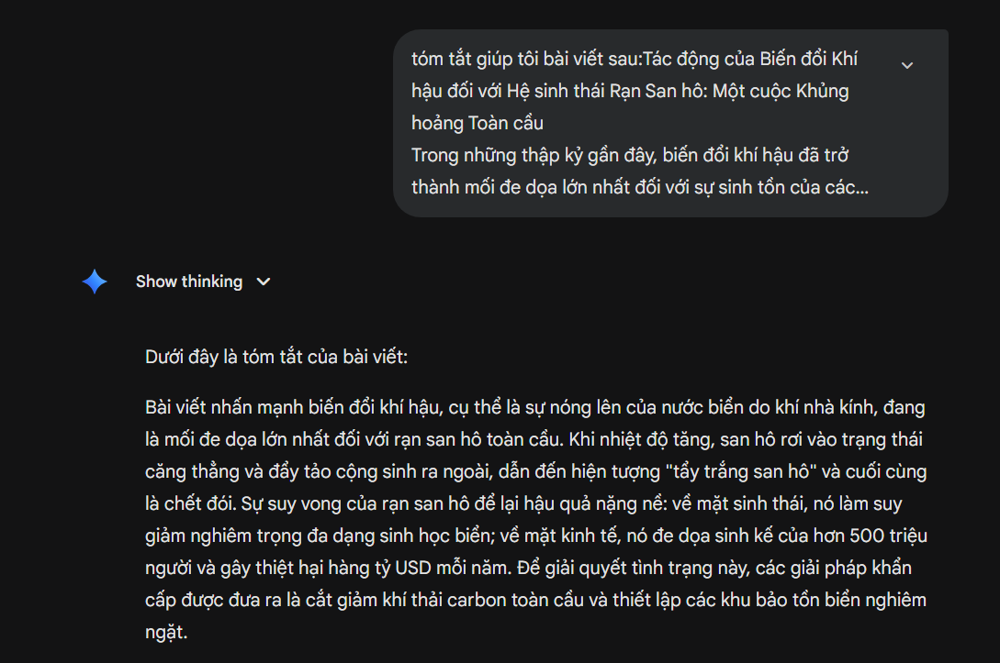 tóm tắt giúp tôi bài viết sau:Tác động của Biến đổi Khí
hậu đối với Hệ sinh thái Rạn San hô: Một cuộc Khủng
hoảng Toàn cầu
Trong những thập kỷ gần đây, biến đổi khí hậu đã trở
thành mối đe dọa lớn nhất đối với sự sinh tồn của các...
Show thinking
Dưới đây là tóm tắt của bài viết:
Bài viết nhấn mạnh biến đổi khí hậu, cụ thể là sự nóng lên của nước biển do khí nhà kính, đang
là mối đe dọa lớn nhất đối với rạn san hô toàn cầu. Khi nhiệt độ tăng, san hô rơi vào trạng thái
căng thẳng và đẩy tảo cộng sinh ra ngoài, dẫn đến hiện tượng "tẩy trắng san hô" và cuối cùng
là chết đói. Sự suy vong của rạn san hô để lại hậu quả nặng nề: về mặt sinh thái, nó làm suy
giảm nghiêm trọng đa dạng sinh học biển; về mặt kinh tế, nó đe dọa sinh kế của hơn 500 triệu
người và gây thiệt hại hàng tỷ USD mỗi năm. Để giải quyết tình trạng này, các giải pháp khẩn
cấp được đưa ra là cắt giảm khí thải carbon toàn cầu và thiết lập các khu bảo tồn biển nghiêm
ngặt.